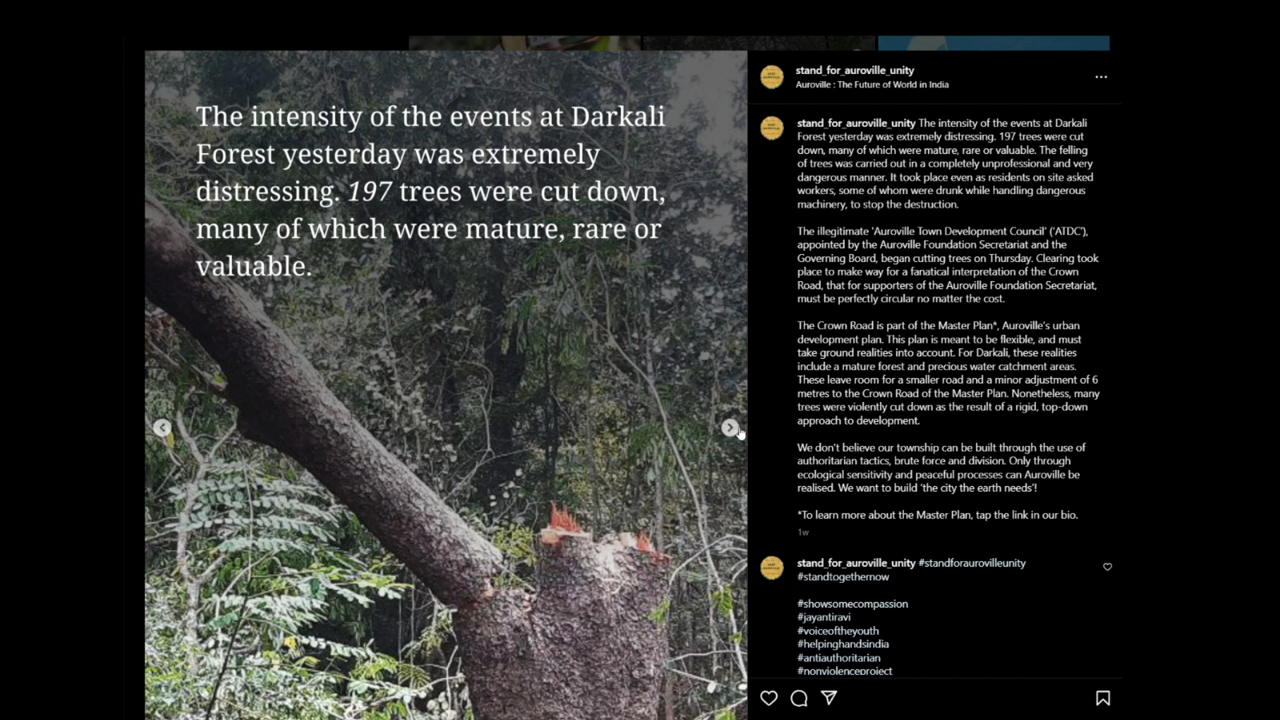 The intensity of the events at Darkali
Forest yesterday was extremely
distressing. 197 trees were cut down,
many of which were mature, rare or
valuable.
stand_for_auroville_unity
Auroville : The Future of World in India
stand_for_auroville_unity The intensity of the events at Darkali
Forest yesterday was extremely distressing. 197 trees were cut
down, many of which were mature, rare or valuable. The felling
of trees was carried out in a completely unprofessional and very
dangerous manner. It took place even as residents on site asked
workers, some of whom were drunk while handling dangerous
machinery, to stop the destruction.
The illegitimate 'Auroville Town Development Council' ('ATDC'),
appointed by the Auroville Foundation Secretariat and the
Governing Board, began cutting trees on Thursday. Clearing took
place to make way for a fanatical interpretation of the Crown
Road, that for supporters of the Auroville Foundation Secretariat,
must be perfectly circular no matter the cost.
The Crown Road is part of the Master Plan*, Auroville's urban
development plan. This plan is meant to be flexible, and must
take ground realities into account. For Darkali, these realities
include a mature forest and precious water catchment areas.
These leave room for a smaller road and a minor adjustment of 6
metres to the Crown Road of the Master Plan. Nonetheless, many
trees were violently cut down as the result of a rigid, top-down
approach to development.
We don't believe our township can be built through the use of
authoritarian tactics, brute force and division. Only through
ecological sensitivity and peaceful processes can Auroville be
realised. We want to build 'the city the earth needs'!
*To learn more about the Master Plan, tap the link in our bio.
1w
stand_for_auroville_unity #standforaurovilleunity
#standtogethernow
#showsomecompassion
#jayantiravi
#voiceoftheyouth
#helpinghandsindia
#antiauthoritarian
#nonviolenceproject